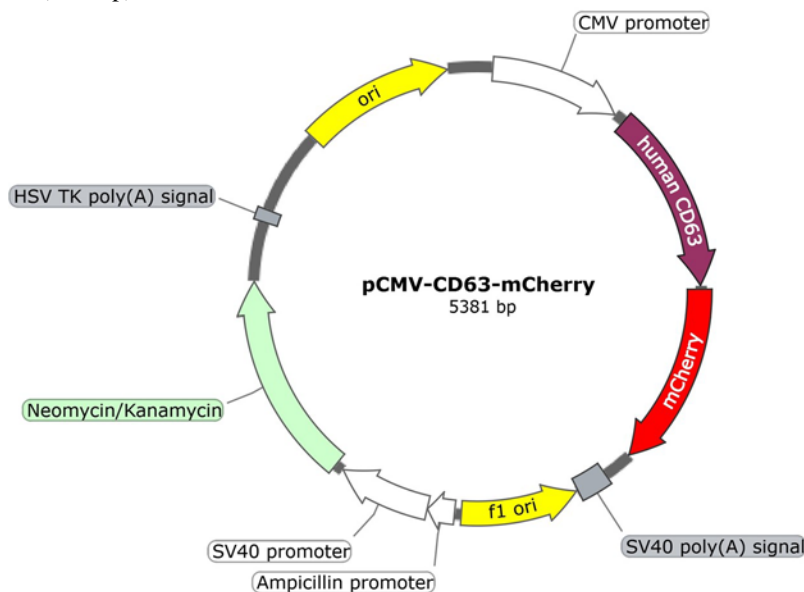 CMV promoter
ori
human CD63
HSV TK poly(A) signal
pCMV-CD63-mCherry
5381 bp
mCherry
Neomycin/Kanamycin
f1 ori
SV40 promoter
SV40 poly(A) signal
Ampicillin promoter